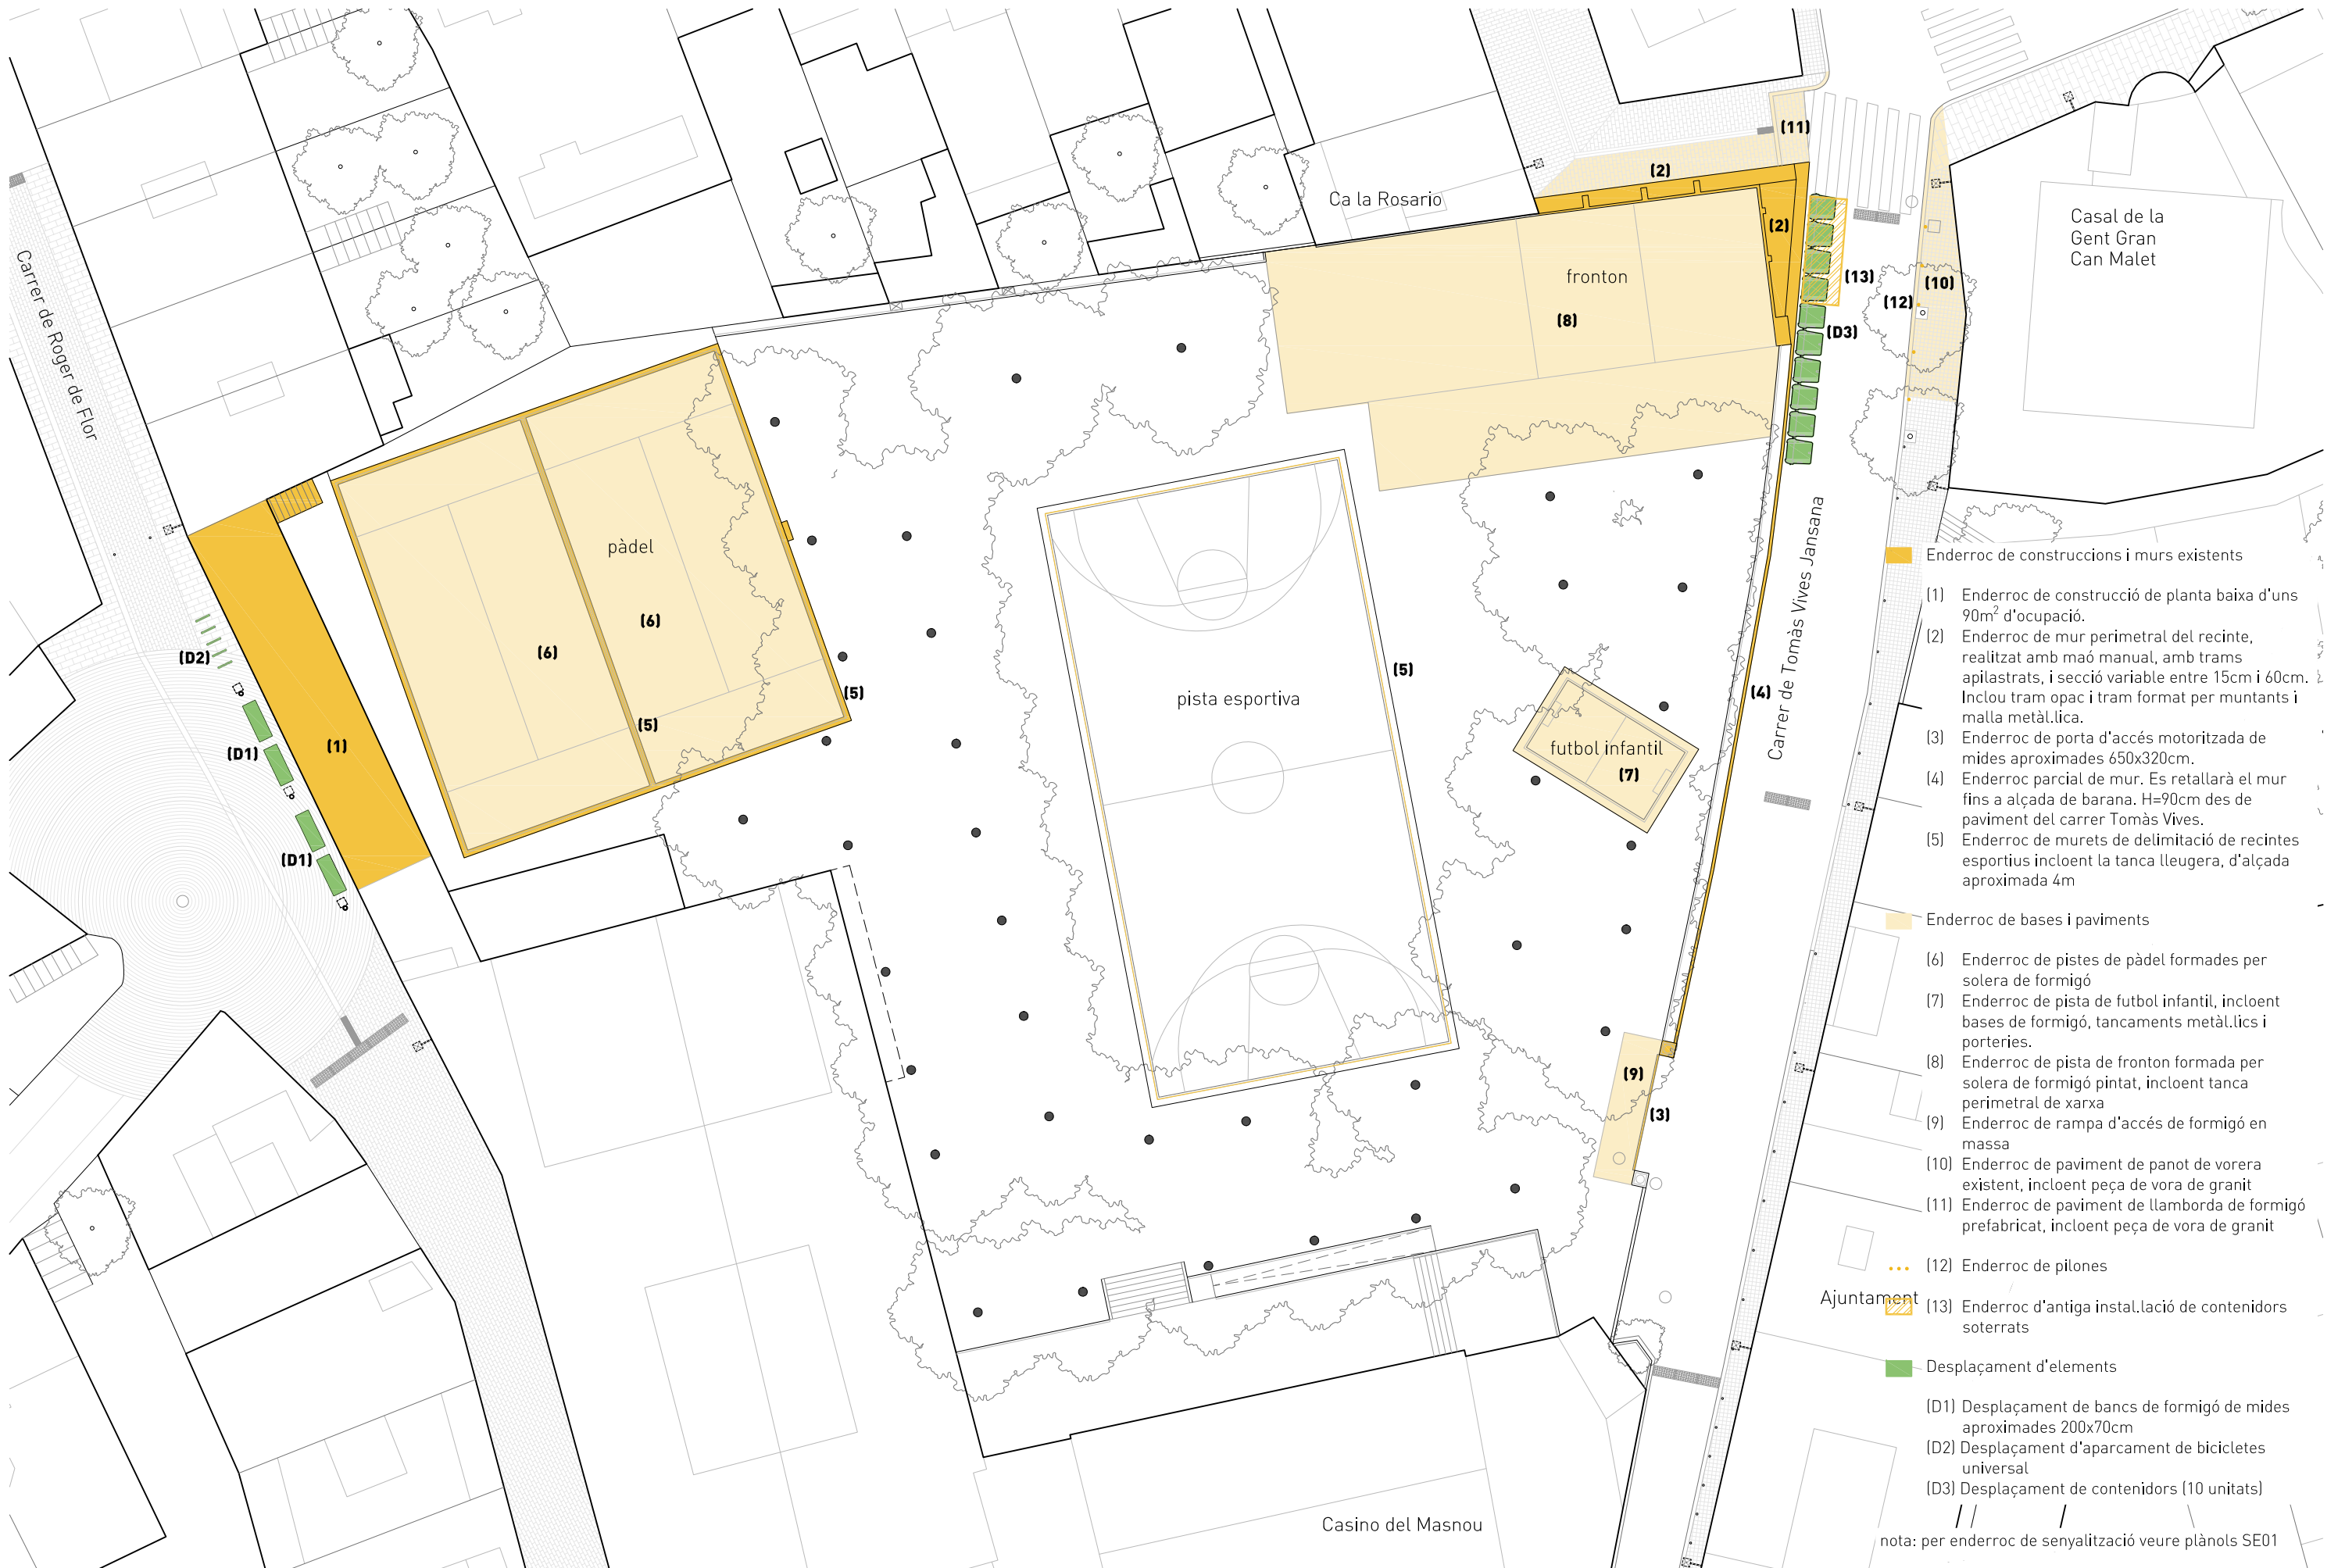 (11)
(2)
Ca la Rosario
Casal de la
Gent Gran
Can Malet
(2)
fronton
(13)
(10)
(12)
(8)
(D3)
Carrer de Roger de Flor
pàdel
(6)
(6)
(D2)
(5)
(5)
(1)
(D1)
(D1)
pista esportiva
(5)
(4)
Carrer de Tomàs Vives Jansana
futbol infantil
(7)
(9)
(3)
Ajuntament
Casino del Masnou
Enderroc de construccions i murs existents
(1) Enderroc de construcció de planta baixa d'uns
90m² d'ocupació.
(2) Enderroc de mur perimetral del recinte,
realitzat amb maó manual, amb trams
apilastrats, i secció variable entre 15cm i 60cm.
Inclou tram opac i tram format per muntants i
malla metàl.lica.
(3) Enderroc de porta d'accés motoritzada de
mides aproximades 650x320cm.
(4) Enderroc parcial de mur. Es retallarà el mur
fins a alçada de barana. H=90cm des de
paviment del carrer Tomàs Vives.
(5) Enderroc de murets de delimitació de recintes
esportius incloent la tanca lleugera, d'alçada
aproximada 4m
Enderroc de bases i paviments
(6) Enderroc de pistes de pàdel formades per
solera de formigó
(7) Enderroc de pista de futbol infantil, incloent
bases de formigó, tancaments metàl.lics i
porteries.
(8) Enderroc de pista de fronton formada per
solera de formigó pintat, incloent tanca
perimetral de xarxa
(9) Enderroc de rampa d'accés de formigó en
massa
(10) Enderroc de paviment de panot de vorera
existent, incloent peça de vora de granit
(11) Enderroc de paviment de llamborda de formigó
prefabricat, incloent peça de vora de granit
(12) Enderroc de pilones
(13) Enderroc d'antiga instal.lació de contenidors
soterrats
Desplaçament d'elements
(D1) Desplaçament de bancs de formigó de mides
aproximades 200x70cm
(D2) Desplaçament d'aparcament de bicicletes
universal
(D3) Desplaçament de contenidors (10 unitats)
nota: per enderroc de senyalització veure plànols SE01